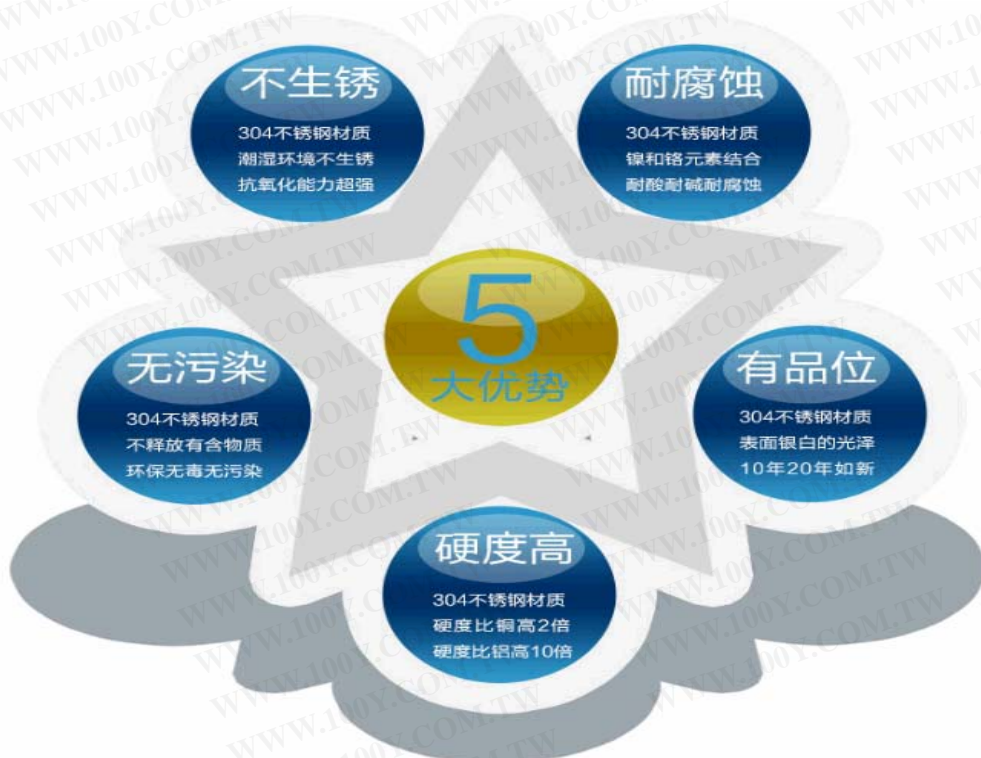 不生锈
304不锈钢材质
潮湿环境不生锈
抗氧化能力超强
耐腐蚀
304不锈钢材质
镍和铬元素结合
耐酸耐碱耐腐蚀
5
大优势
无污染
304不锈钢材质
不释放有含物质
环保无毒无污染
有品位
304不锈钢材质
表面银白的光泽
10年20年如新
硬度高
304不锈钢材质
硬度比铜高2倍
硬度比铝高10倍
WWW.100Y.COM.TW